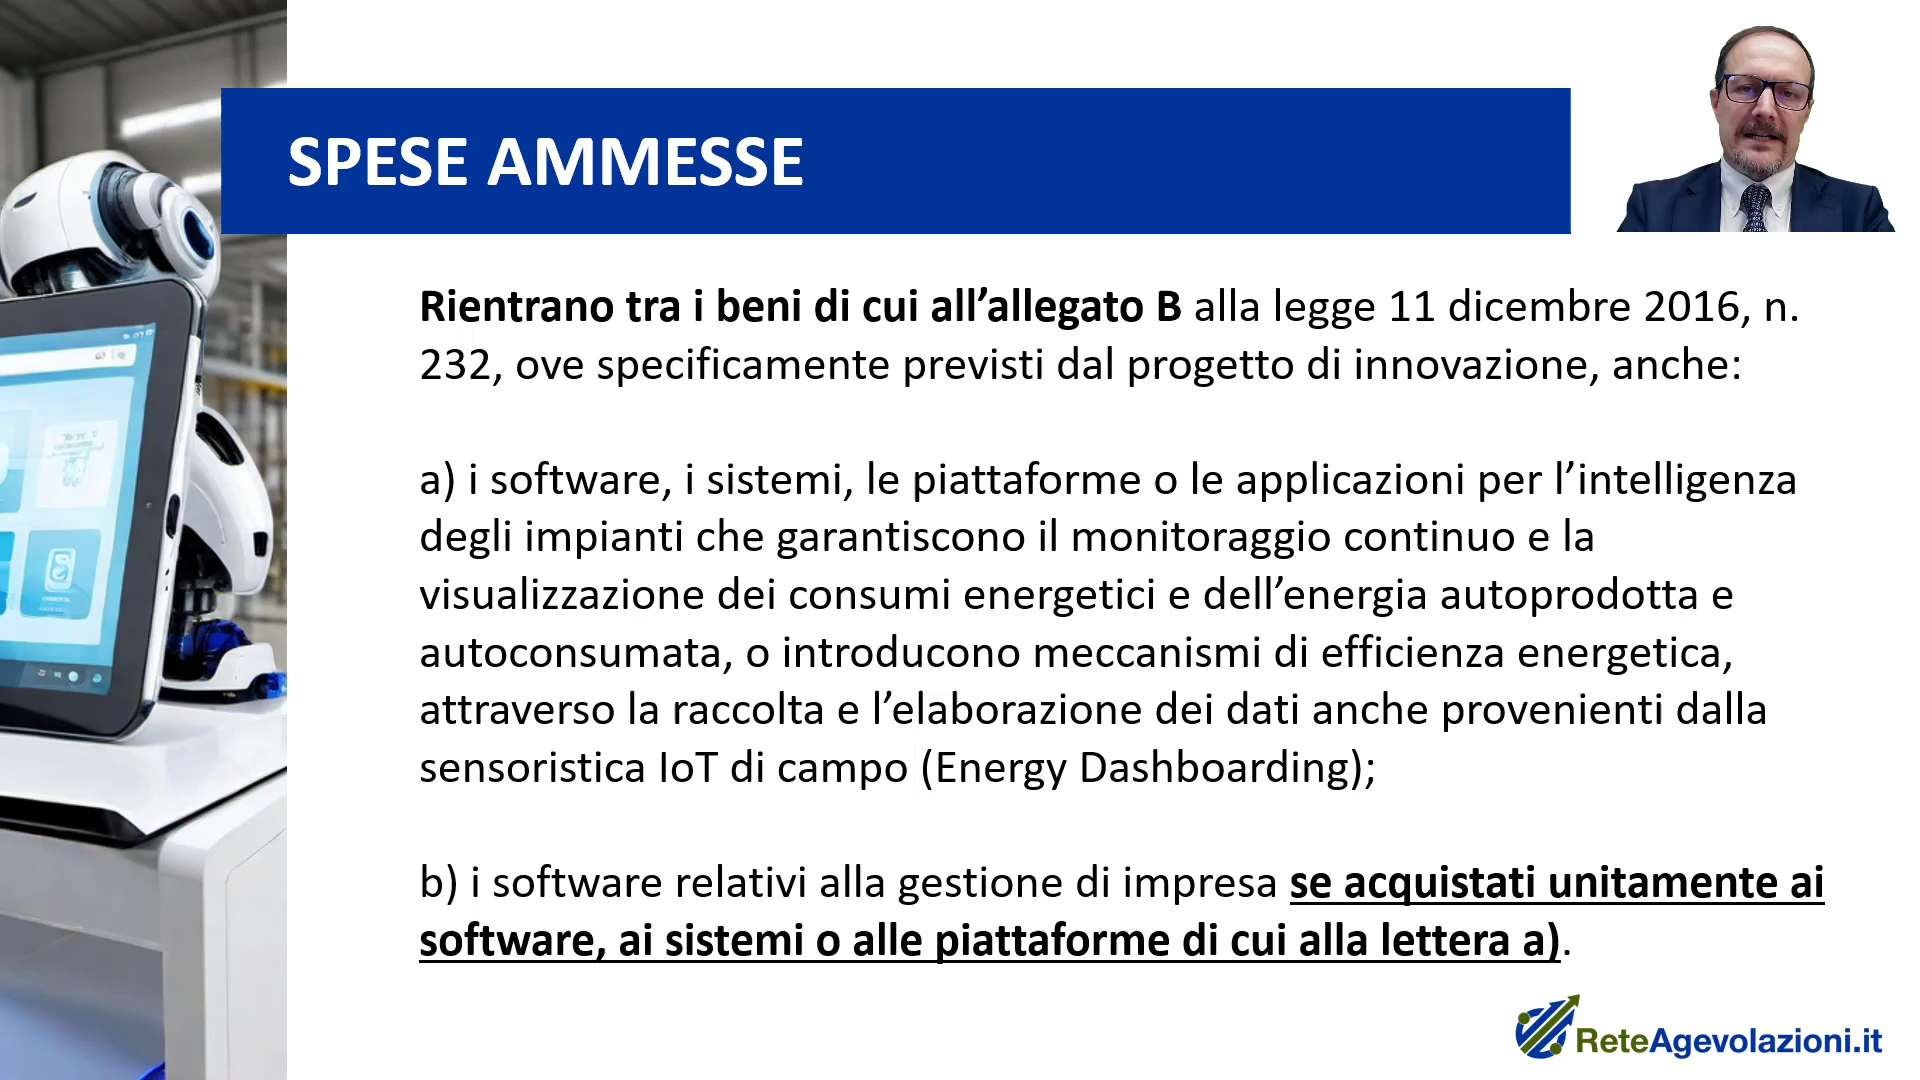 SPESE AMMESSE
Rientrano tra i beni di cui all’allegato B alla legge 11 dicembre 2016, n.
232, ove specificamente previsti dal progetto di innovazione, anche:
a) i software, i sistemi, le piattaforme o le applicazioni per l’intelligenza
degli impianti che garantiscono il monitoraggio continuo e la
visualizzazione dei consumi energetici e dell’energia autoprodotta e
autoconsumata, o introducono meccanismi di efficienza energetica,
attraverso la raccolta e l’elaborazione dei dati anche provenienti dalla
sensoristica IoT di campo (Energy Dashboarding);
b) i software relativi alla gestione di impresa se acquistati unitamente ai
software, ai sistemi o alle piattaforme di cui alla lettera a).
ReteAgevolazioni.it